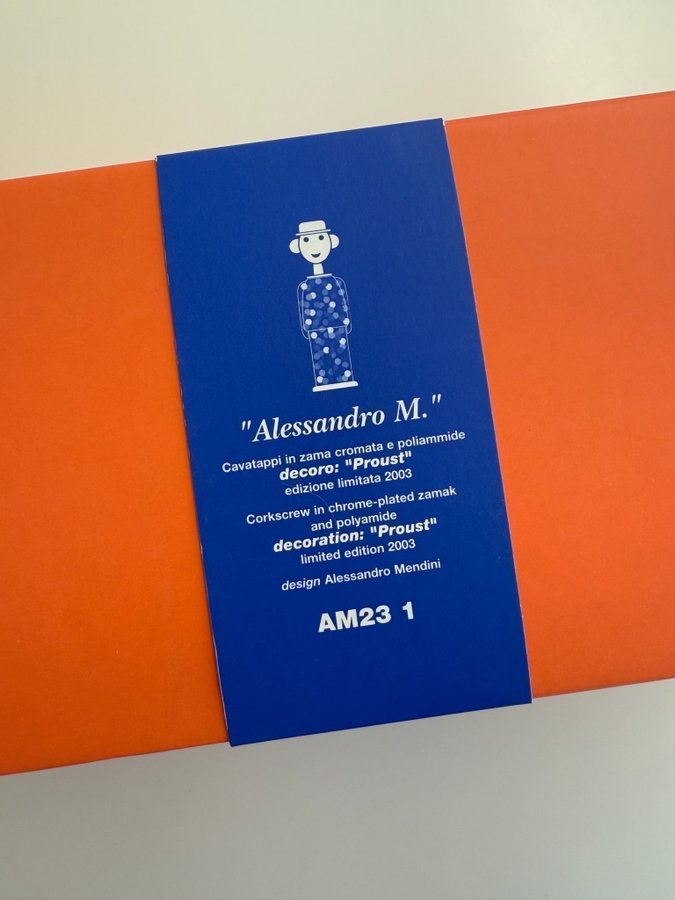 "Alessandro M."
Cavatappi in zama cromata e poliammide
decoro: "Proust"
edizione limitata 2003
Corkscrew in chrome-plated zamak
and polyamide
decoration: "Proust"
limited edition 2003
design Alessandro Mendini
AM23 1